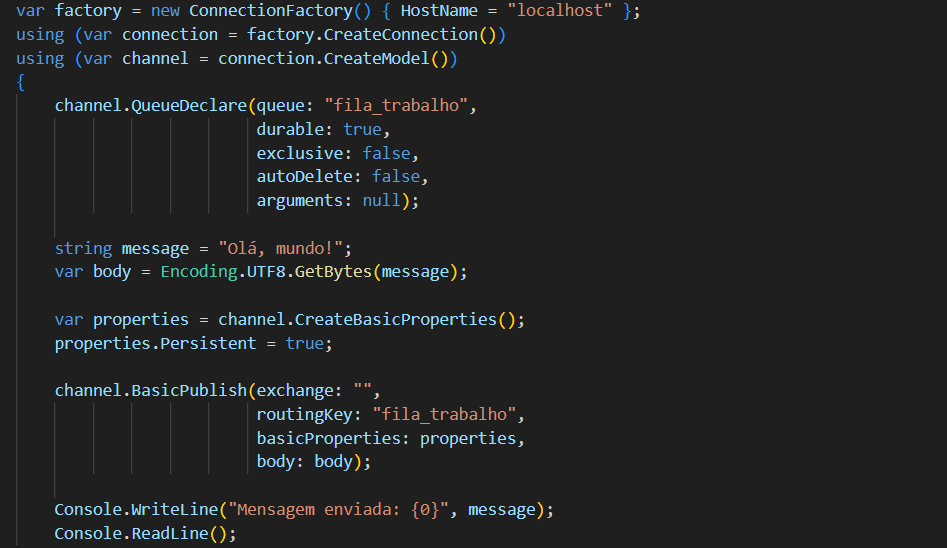 var factory = new ConnectionFactory() { HostName = "localhost" };
using (var connection = factory.CreateConnection())
using (var channel = connection.CreateModel())
{
    channel.QueueDeclare(queue: "fila_trabalho",
                         durable: true,
                         exclusive: false,
                         autoDelete: false,
                         arguments: null);

    string message = "Olá, mundo!";
    var body = Encoding.UTF8.GetBytes(message);

    var properties = channel.CreateBasicProperties();
    properties.Persistent = true;

    channel.BasicPublish(exchange: "",
                         routingKey: "fila_trabalho",
                         basicProperties: properties,
                         body: body);

    Console.WriteLine("Mensagem enviada: {0}", message);
    Console.ReadLine();